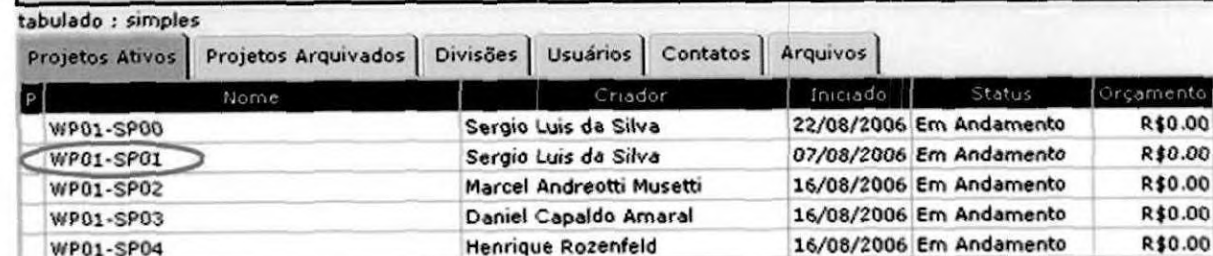 tabulado : simples
Projetos Ativos Projetos Arquivados Divisões Usuários Contatos Arquivos
P Nome Criador Iniciado Status Orçamento
WP01-SP00 Sergio Luis da Silva 22/08/2006 Em Andamento R$0.00
WP01-SP01 Sergio Luis da Silva 07/08/2006 Em Andamento R$0.00
WP01-SP02 Marcel Andreotti Musetti 16/08/2006 Em Andamento R$0.00
WP01-SP03 Daniel Capaldo Amaral 16/08/2006 Em Andamento R$0.00
WP01-SP04 Henrique Rozenfeld 16/08/2006 Em Andamento R$0.00